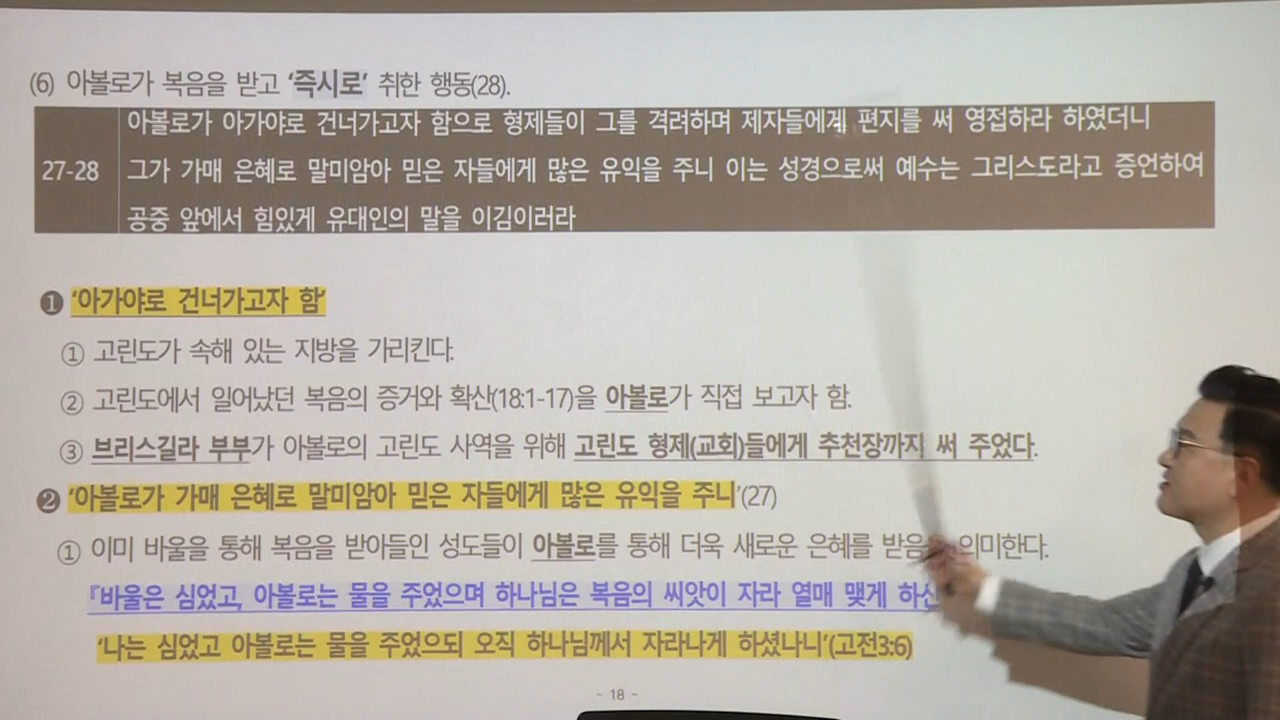 (6) 아볼로가 복음을 받고 ‘즉시로’ 취한 행동(28).
27-28
아볼로가 아가야로 건너가고자 함으로 형제들이 그를 격려하며 제자들에게 편지를 써 영접하라 하였더니
그가 가매 은혜로 말미암아 믿은 자들에게 많은 유익을 주니 이는 성경으로써 예수는 그리스도라고 증언하여
공중 앞에서 힘있게 유대인의 말을 이김이러라
❶ ‘아가야로 건너가고자 함’
① 고린도가 속해 있는 지방을 가리킨다.
② 고린도에서 일어났던 복음의 증거와 확산(18:1-17)을 아볼로가 직접 보고자 함.
③ 브리스길라 부부가 아볼로의 고린도 사역을 위해 고린도 형제(교회)들에게 추천장까지 써 주었다.
❷ ‘아볼로가 가매 은혜로 말미암아 믿은 자들에게 많은 유익을 주니’(27)
① 이미 바울을 통해 복음을 받아들인 성도들이 아볼로를 통해 더욱 새로운 은혜를 받음 의미한다.
『바울은 심었고, 아볼로는 물을 주었으며 하나님은 복음의 씨앗이 자라 열매 맺게 하신
‘나는 심었고 아볼로는 물을 주었으되 오직 하나님께서 자라나게 하셨나니’(고전3:6)
- 18 -